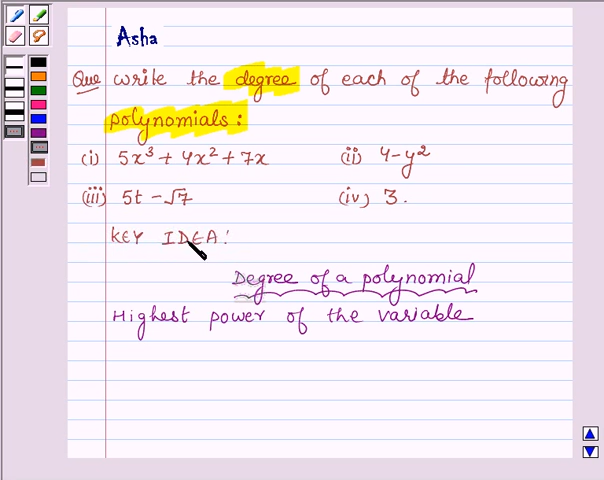 Asha
Que write the degree of each of the following
polynomials :
(i) 5x³ + 4x² + 7x (ii) 4-y²
(iii) 5t - √7 (iv) 3.
KEY IDEA:
Degree of a polynomial
Highest power of the variable